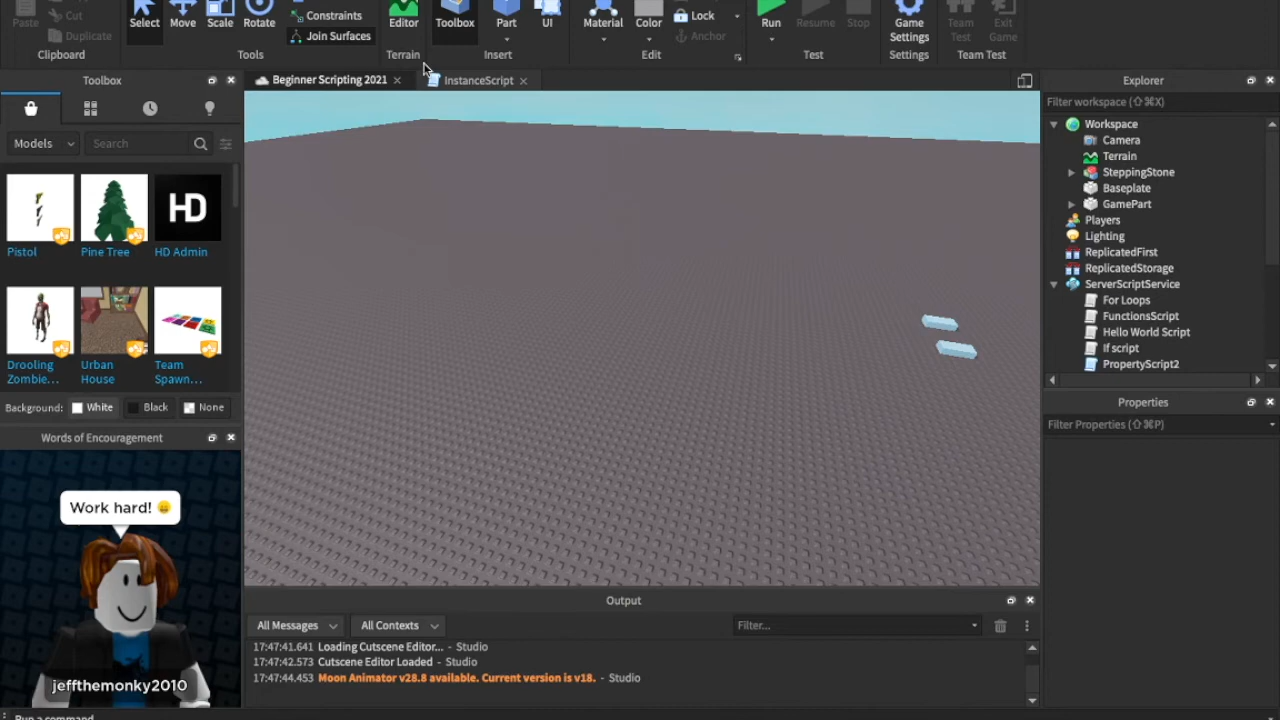 Paste
Cut
Duplicate
Clipboard
Select
Move
Scale
Rotate
Constraints
Join Surfaces
Tools
Editor
Terrain
Toolbox
Part
UI
Insert
Material
Color
Lock
Anchor
Edit
Run
Resume
Stop
Test
Game
Settings
Settings
Team
Test
Exit
Game
Team Test
Toolbox
Models
Search
Pistol
Pine Tree
HD
HD Admin
Drooling
Zombie...
Urban
House
Team
Spawn...
Background:
White
Black
None
Words of Encouragement
Work hard! 😀
jeffthemonky2010
Beginner Scripting 2021
InstanceScript
Output
All Messages
All Contexts
Filter...
17:47:41.641 Loading Cutscene Editor... - Studio
17:47:42.573 Cutscene Editor Loaded - Studio
17:47:44.453 Moon Animator v28.8 available. Current version is v18. - Studio
Explorer
Filter workspace (⇧⌘X)
Workspace
Camera
Terrain
SteppingStone
Baseplate
GamePart
Players
Lighting
ReplicatedFirst
ReplicatedStorage
ServerScriptService
For Loops
FunctionsScript
Hello World Script
If script
PropertyScript2
Properties
Filter Properties (⇧⌘P)
Run a command